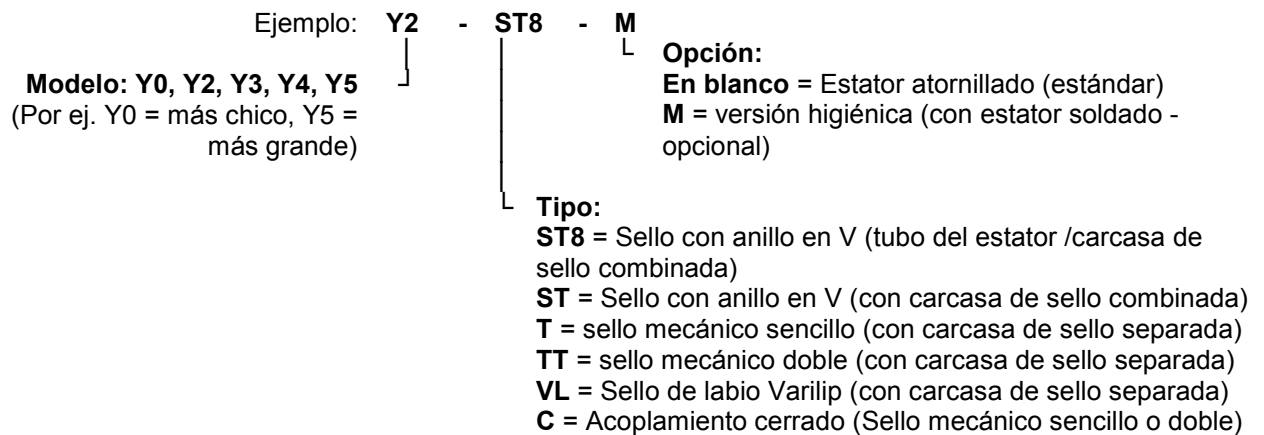 Ejemplo: Y2 - ST8 - M
Opción:
Modelo: Y0, Y2, Y3, Y4, Y5
En blanco = Estator atornillado (estándar)
(Por ej. Y0 = más chico, Y5 =
M = versión higiénica (con estator soldado -
más grande)
opcional)
Tipo:
ST8 = Sello con anillo en V (tubo del estator /carcasa de
sello combinada)
ST = Sello con anillo en V (con carcasa de sello combinada)
T = sello mecánico sencillo (con carcasa de sello separada)
TT = sello mecánico doble (con carcasa de sello separada)
VL = Sello de labio Varilip (con carcasa de sello separada)
C = Acoplamiento cerrado (Sello mecánico sencillo o doble)